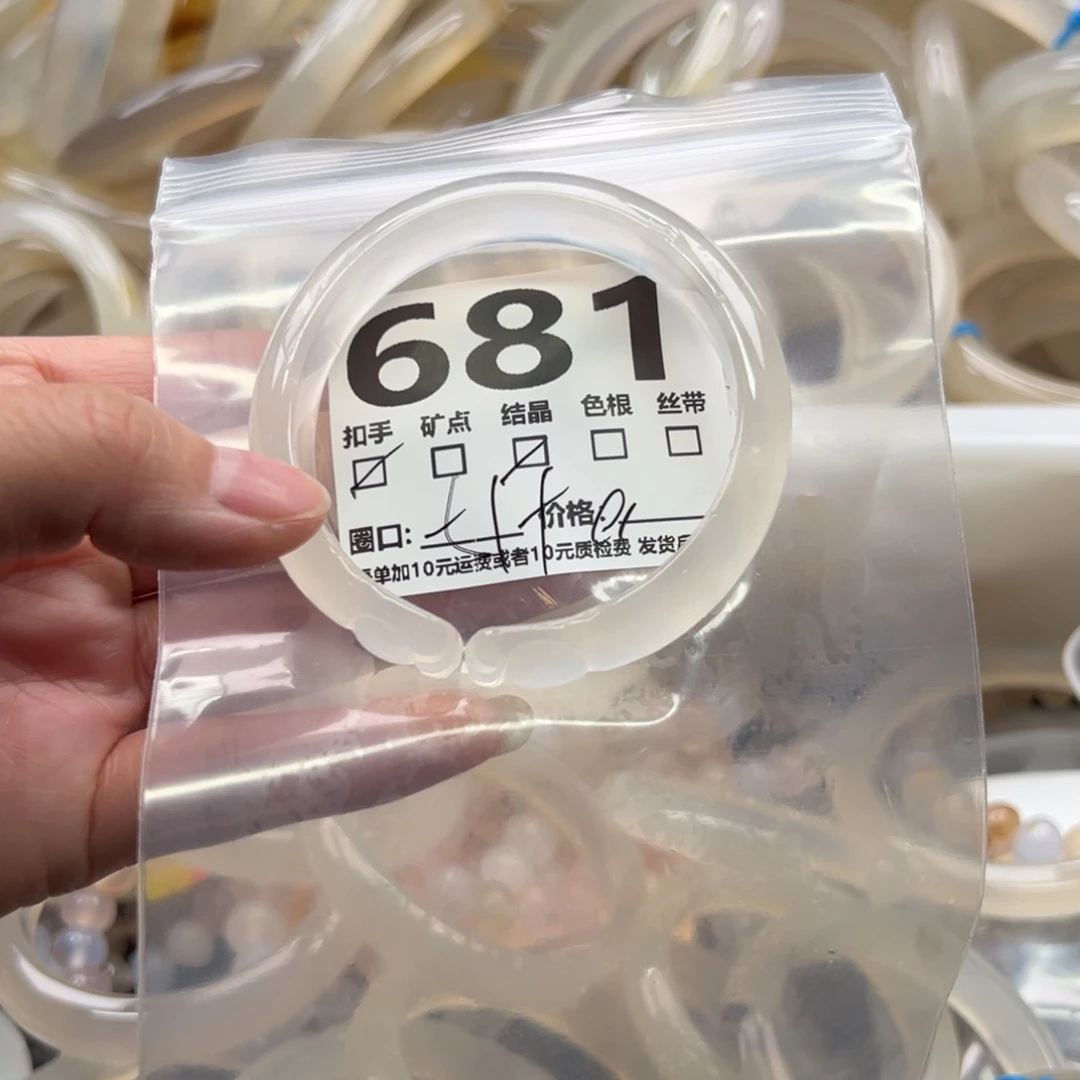 681
扣手 矿点 结晶 色根 丝带
圈口: 价格:
单加10元运费或者10元质检费 发货后